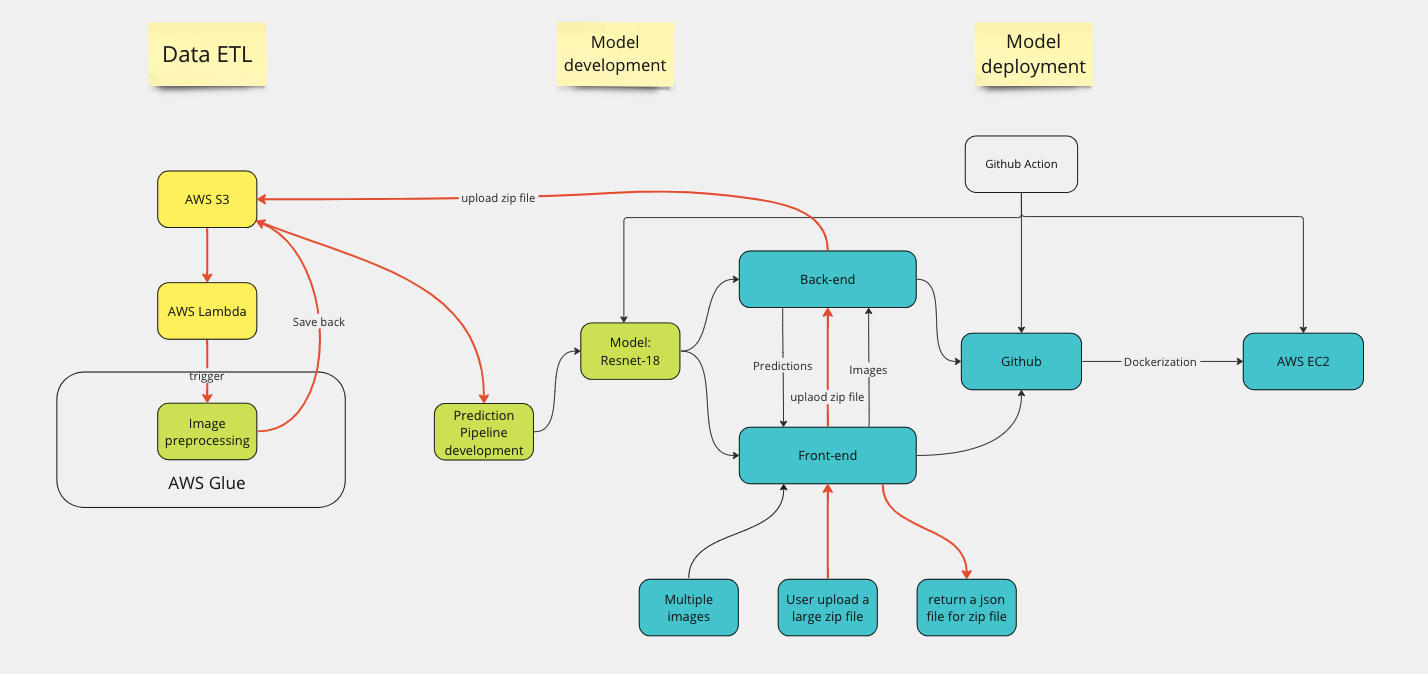 Data ETL
Model
development
Model
deployment
Github Action
AWS S3
upload zip file
Back-end
AWS Lambda
Save back
Model:
Resnet-18
Github
Dockerization
AWS EC2
Predictions
Images
trigger
uplaod zip file
Image
preprocessing
Prediction
Pipeline
development
Front-end
AWS Glue
Multiple
images
User upload a
large zip file
return a json
file for zip file